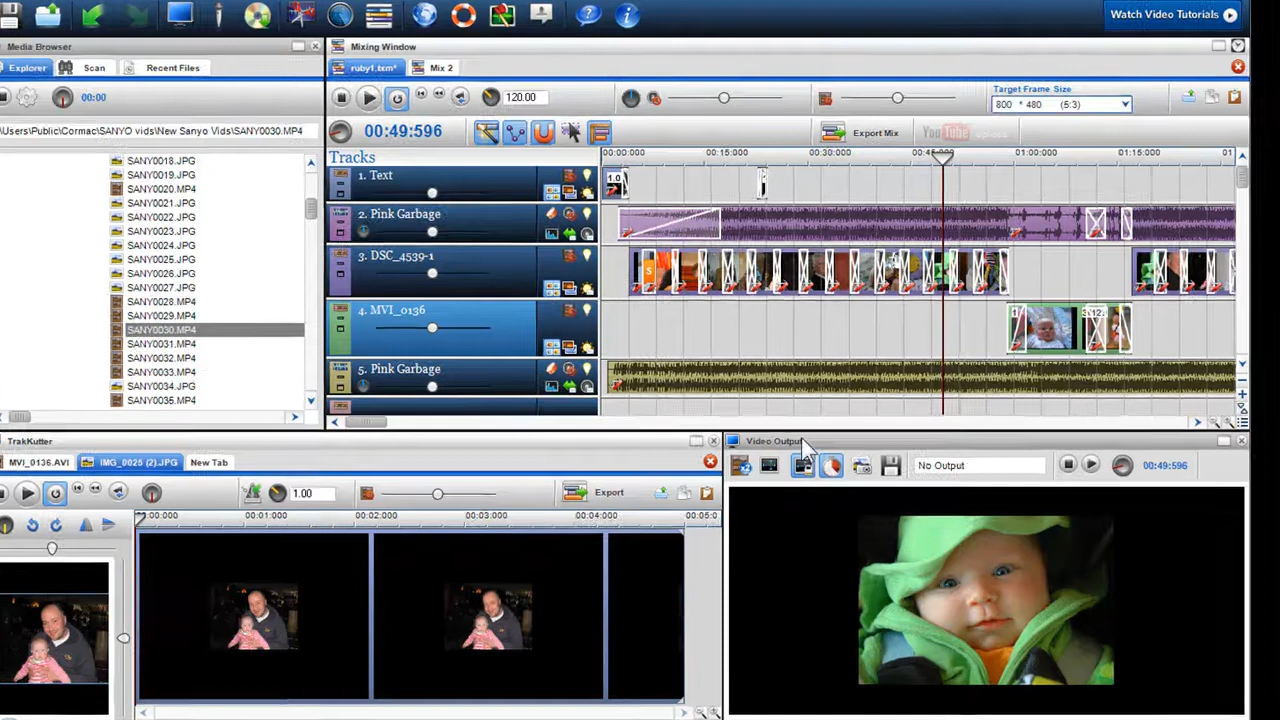 Watch Video Tutorials
Media Browser
Mixing Window
Explorer
Scan
Recent Files
ruby1.txm*
Mix 2
00:00
120.00
Target Frame Size
800 * 480 (5:3)
\Users\Public\Cormac\SANYO vids\New Sanyo Vids\SANY0030.MP4
00:49:596
Export Mix
YouTube
Tracks
00:00:000
00:15:000
00:30:000
01:00:000
01:15:000
SANY0018.JPG
SANY0019.JPG
SANY0020.MP4
SANY0021.JPG
SANY0022.JPG
SANY0023.JPG
SANY0024.JPG
SANY0025.JPG
SANY0026.JPG
SANY0027.JPG
SANY0028.MP4
SANY0029.MP4
SANY0030.MP4
SANY0031.MP4
SANY0032.MP4
SANY0033.MP4
SANY0034.MP4
SANY0035.MP4
1. Text
1.0
2. Pink Garbage
3. DSC_4539-1
S
4. MVI_0136
5. Pink Garbage
TrakKutter
Video Output
MVI_0136.AVI
IMG_0025 (2).JPG
New Tab
No Output
00:49:596
1.00
Export
00:01:000
00:02:000
00:03:000
00:04:000